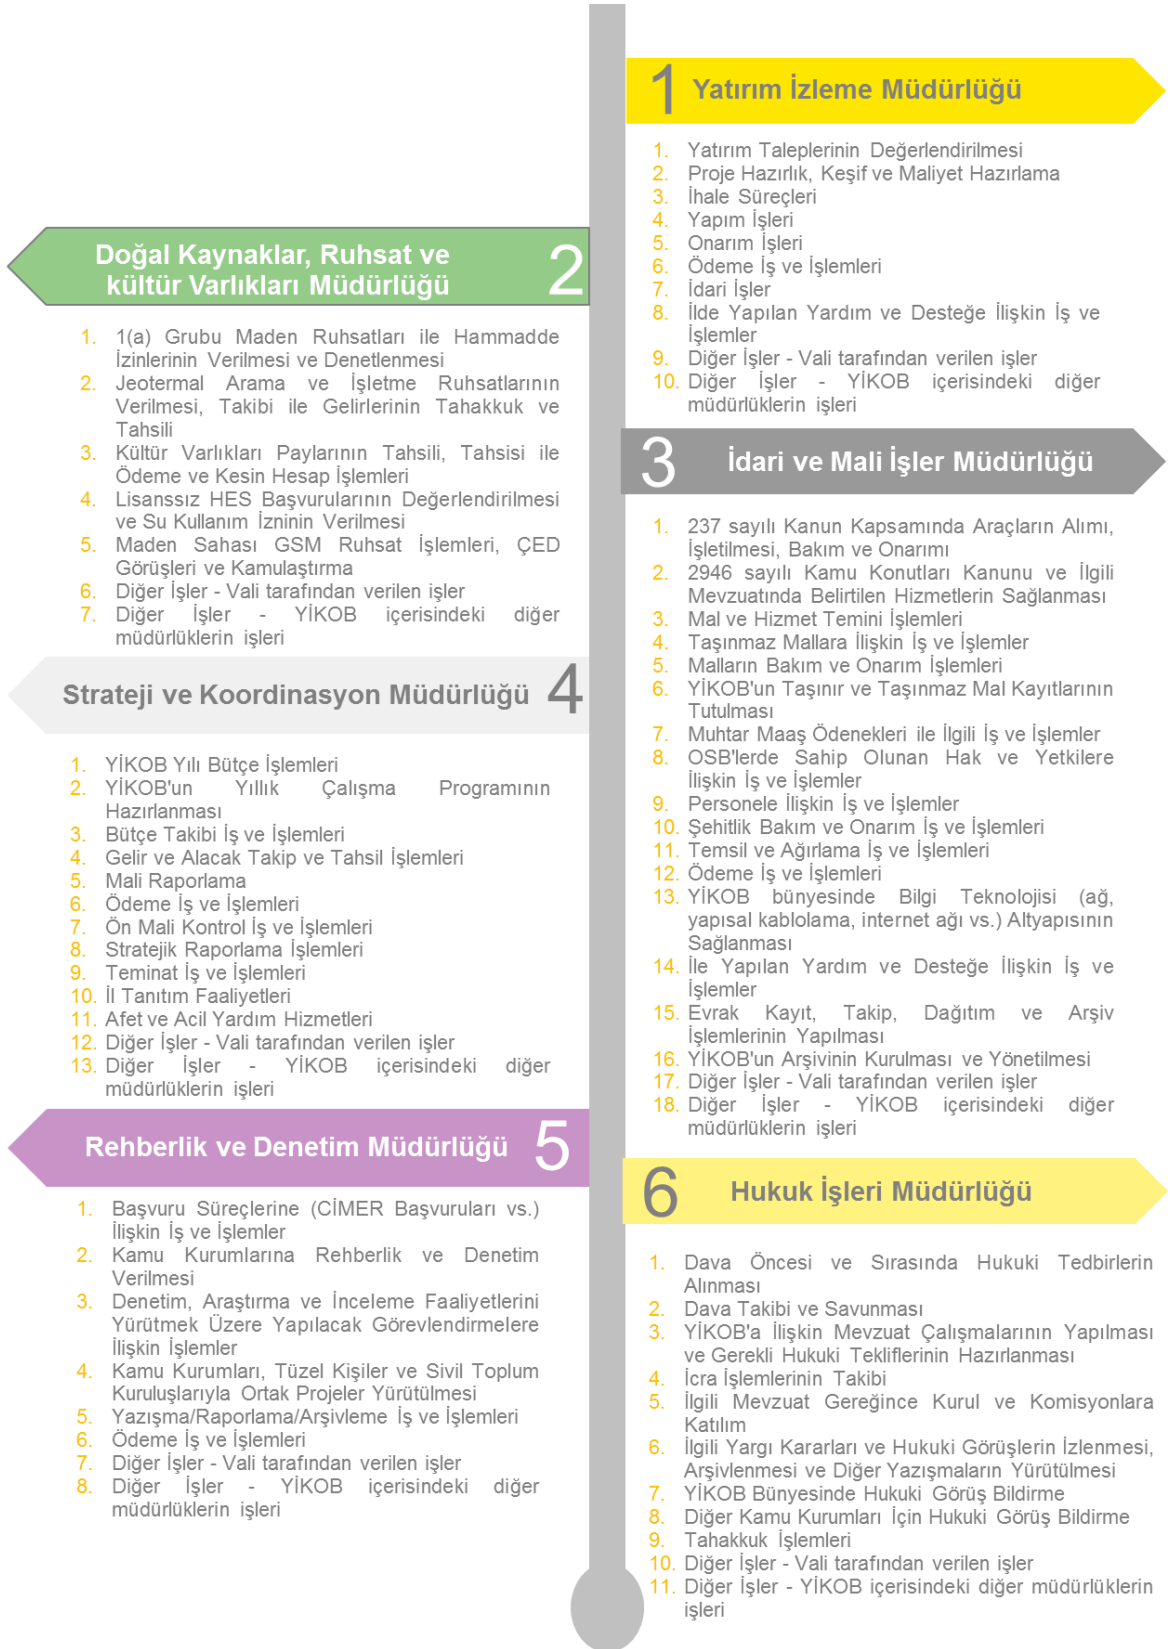 1 Yatırım İzleme Müdürlüğü
1. Yatırım Taleplerinin Değerlendirilmesi
2. Proje Hazırlık, Keşif ve Maliyet Hazırlama
3. İhale Süreçleri
4. Yapım İşleri
5. Onarım İşleri
6. Ödeme İş ve İşlemleri
7. İdari İşler
8. İlde Yapılan Yardım ve Desteğe İlişkin İş ve
İşlemler
9. Diğer İşler - Vali tarafından verilen işler
10. Diğer İşler - YİKOB içerisindeki diğer
müdürlüklerin işleri
Doğal Kaynaklar, Ruhsat ve
kültür Varlıkları Müdürlüğü 2
1. 1(a) Grubu Maden Ruhsatları ile Hammadde
İzinlerinin Verilmesi ve Denetlenmesi
2. Jeotermal Arama ve İşletme Ruhsatlarının
Verilmesi, Takibi ile Gelirlerinin Tahakkuk ve
Tahsili
3. Kültür Varlıkları Paylarının Tahsili, Tahsisi ile
Ödeme ve Kesin Hesap İşlemleri
4. Lisanssız HES Başvurularının Değerlendirilmesi
ve Su Kullanım İzninin Verilmesi
5. Maden Sahası GSM Ruhsat İşlemleri, ÇED
Görüşleri ve Kamulaştırma
6. Diğer İşler - Vali tarafından verilen işler
7. Diğer İşler - YİKOB içerisindeki diğer
müdürlüklerin işleri
3 İdari ve Mali İşler Müdürlüğü
1. 237 sayılı Kanun Kapsamında Araçların Alımı,
İşletilmesi, Bakım ve Onarımı
2. 2946 sayılı Kamu Konutları Kanunu ve İlgili
Mevzuatında Belirtilen Hizmetlerin Sağlanması
3. Mal ve Hizmet Temini İşlemleri
4. Taşınmaz Mallara İlişkin İş ve İşlemler
5. Malların Bakım ve Onarım İşlemleri
6. YİKOB'un Taşınır ve Taşınmaz Mal Kayıtlarının
Tutulması
7. Muhtar Maaş Ödenekleri ile İlgili İş ve İşlemler
8. OSB'lerde Sahip Olunan Hak ve Yetkilere
İlişkin İş ve İşlemler
9. Personele İlişkin İş ve İşlemler
10. Şehitlik Bakım ve Onarım İş ve İşlemleri
11. Temsil ve Ağırlama İş ve İşlemleri
12. Ödeme İş ve İşlemleri
13. YİKOB bünyesinde Bilgi Teknolojisi (ağ,
yapısal kablolama, internet ağı vs.) Altyapısının
Sağlanması
14. İle Yapılan Yardım ve Desteğe İlişkin İş ve
İşlemler
15. Evrak Kayıt, Takip, Dağıtım ve Arşiv
İşlemlerinin Yapılması
16. YİKOB'un Arşivinin Kurulması ve Yönetilmesi
17. Diğer İşler - Vali tarafından verilen işler
18. Diğer İşler - YİKOB içerisindeki diğer
müdürlüklerin işleri
Strateji ve Koordinasyon Müdürlüğü 4
1. YİKOB Yılı Bütçe İşlemleri
2. YİKOB'un Yıllık Çalışma Programının
Hazırlanması
3. Bütçe Takibi İş ve İşlemleri
4. Gelir ve Alacak Takip ve Tahsil İşlemleri
5. Mali Raporlama
6. Ödeme İş ve İşlemleri
7. Ön Mali Kontrol İş ve İşlemleri
8. Stratejik Raporlama İşlemleri
9. Teminat İş ve İşlemleri
10. İl Tanıtım Faaliyetleri
11. Afet ve Acil Yardım Hizmetleri
12. Diğer İşler - Vali tarafından verilen işler
13. Diğer İşler - YİKOB içerisindeki diğer
müdürlüklerin işleri
Rehberlik ve Denetim Müdürlüğü 5
1. Başvuru Süreçlerine (CİMER Başvuruları vs.)
İlişkin İş ve İşlemler
2. Kamu Kurumlarına Rehberlik ve Denetim
Verilmesi
3. Denetim, Araştırma ve İnceleme Faaliyetlerini
Yürütmek Üzere Yapılacak Görevlendirmelere
İlişkin İşlemler
4. Kamu Kurumları, Tüzel Kişiler ve Sivil Toplum
Kuruluşlarıyla Ortak Projeler Yürütülmesi
5. Yazışma/Raporlama/Arşivleme İş ve İşlemleri
6. Ödeme İş ve İşlemleri
7. Diğer İşler - Vali tarafından verilen işler
8. Diğer İşler - YİKOB içerisindeki diğer
müdürlüklerin işleri
6 Hukuk İşleri Müdürlüğü
1. Dava Öncesi ve Sırasında Hukuki Tedbirlerin
Alınması
2. Dava Takibi ve Savunması
3. YİKOB'a İlişkin Mevzuat Çalışmalarının Yapılması
ve Gerekli Hukuki Tekliflerinin Hazırlanması
4. İcra İşlemlerinin Takibi
5. İlgili Mevzuat Gereğince Kurul ve Komisyonlara
Katılım
6. İlgili Yargı Kararları ve Hukuki Görüşlerin İzlenmesi,
Arşivlenmesi ve Diğer Yazışmaların Yürütülmesi
7. YİKOB Bünyesinde Hukuki Görüş Bildirme
8. Diğer Kamu Kurumları İçin Hukuki Görüş Bildirme
9. Tahakkuk İşlemleri
10. Diğer İşler - Vali tarafından verilen işler
11. Diğer İşler - YİKOB içerisindeki diğer müdürlüklerin
işleri